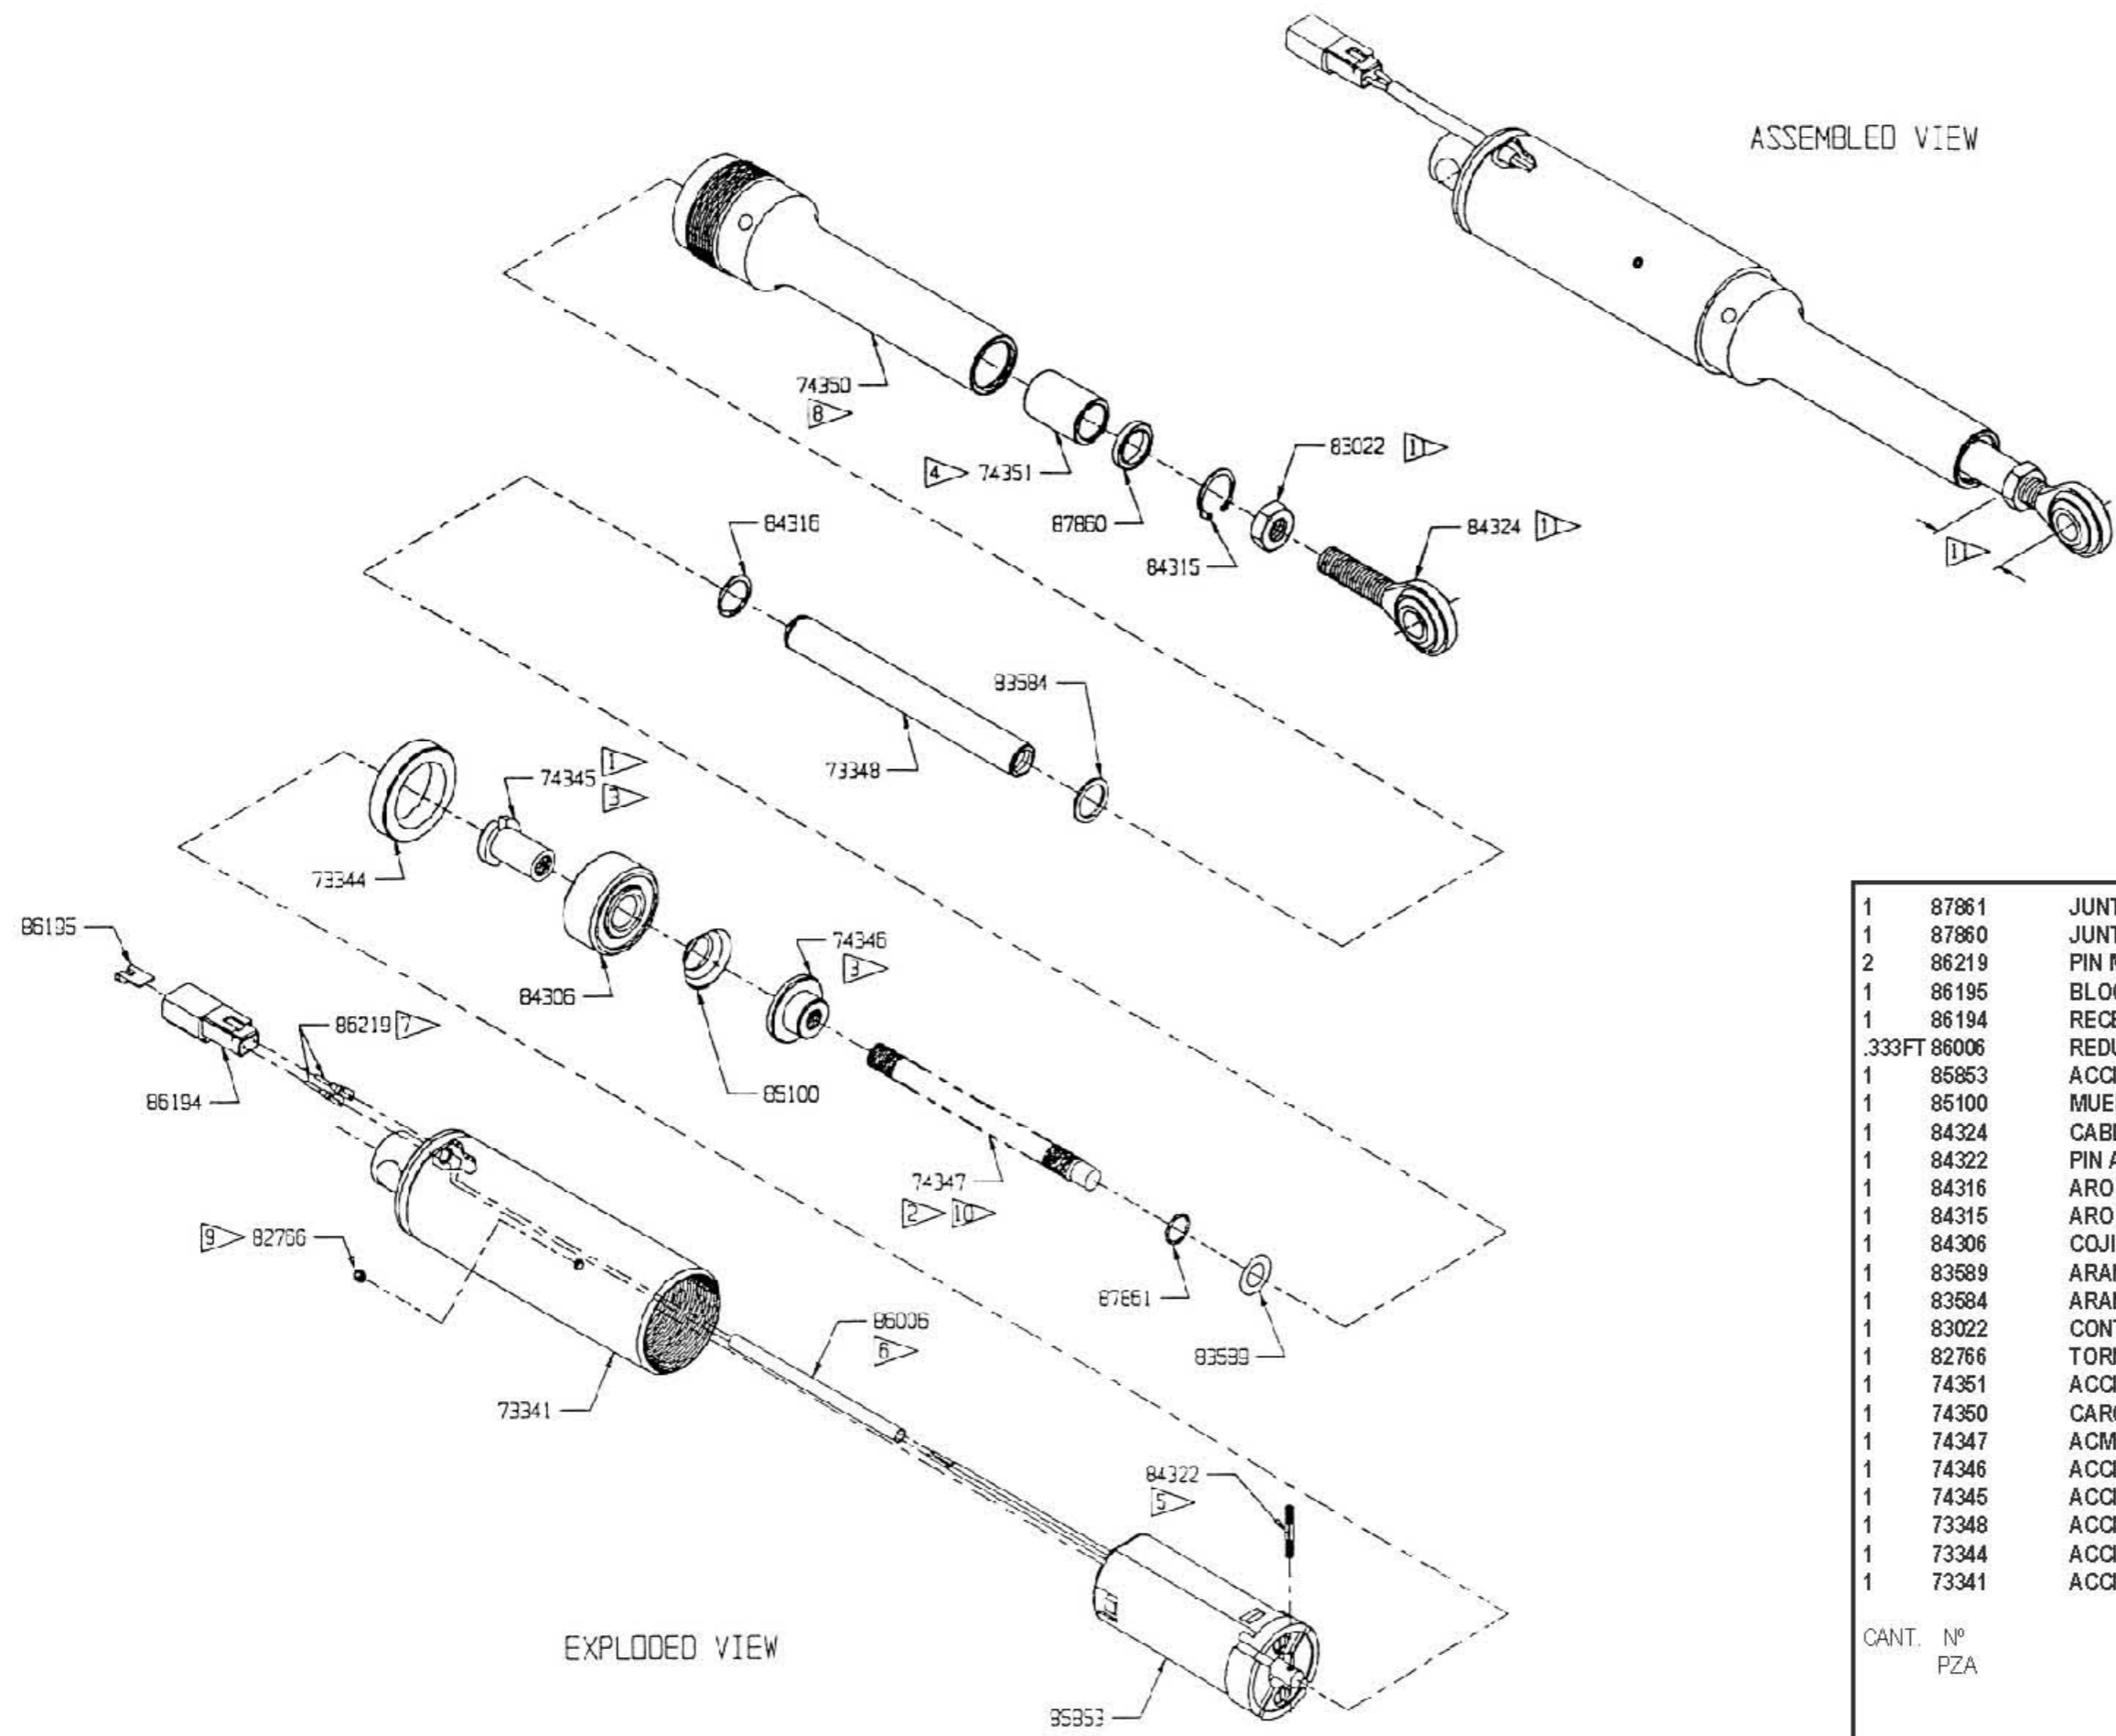 ASSEMBLED VIEW
74350
8
4 74351
83022 11
87860
84315
84324 11
11
84316
83584
73348
74345 1
3
73344
86195
84306
74346
3
86219 7
85100
86194
74347
2 10
9 82766
87861
83589
86006
6
73341
84322
5
85853
EXPLODED VIEW
1 87861 JUNT
1 87860 JUNT
2 86219 PIN M
1 86195 BLOC
1 86194 RECE
.333FT 86006 REDU
1 85853 ACCI
1 85100 MUE
1 84324 CABE
1 84322 PIN A
1 84316 ARO
1 84315 ARO
1 84306 COJI
1 83589 ARAN
1 83584 ARAN
1 83022 CONT
1 82766 TORN
1 74351 ACCI
1 74350 CARC
1 74347 ACM
1 74346 ACCI
1 74345 ACCI
1 73348 ACCI
1 73344 ACCI
1 73341 ACCI
CANT. Nº
PZA